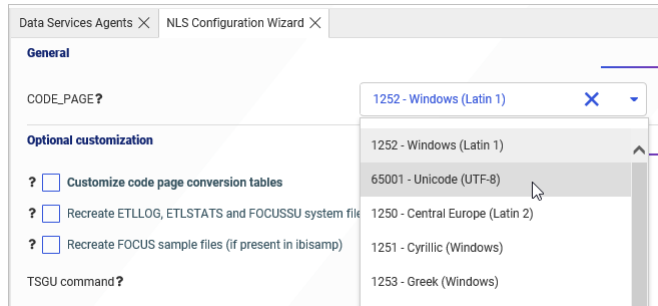 Data Services Agents
NLS Configuration Wizard
General
CODE_PAGE?
1252 - Windows (Latin 1)
1252 - Windows (Latin 1)
Optional customization
65001 - Unicode (UTF-8)
? Customize code page conversion tables
? Recreate ETLLOG, ETLSTATS and FOCUSSU system file
1250 - Central Europe (Latin 2)
? Recreate FOCUS sample files (if present in ibisamp)
1251 - Cyrillic (Windows)
TSGU command?
1253 - Greek (Windows)